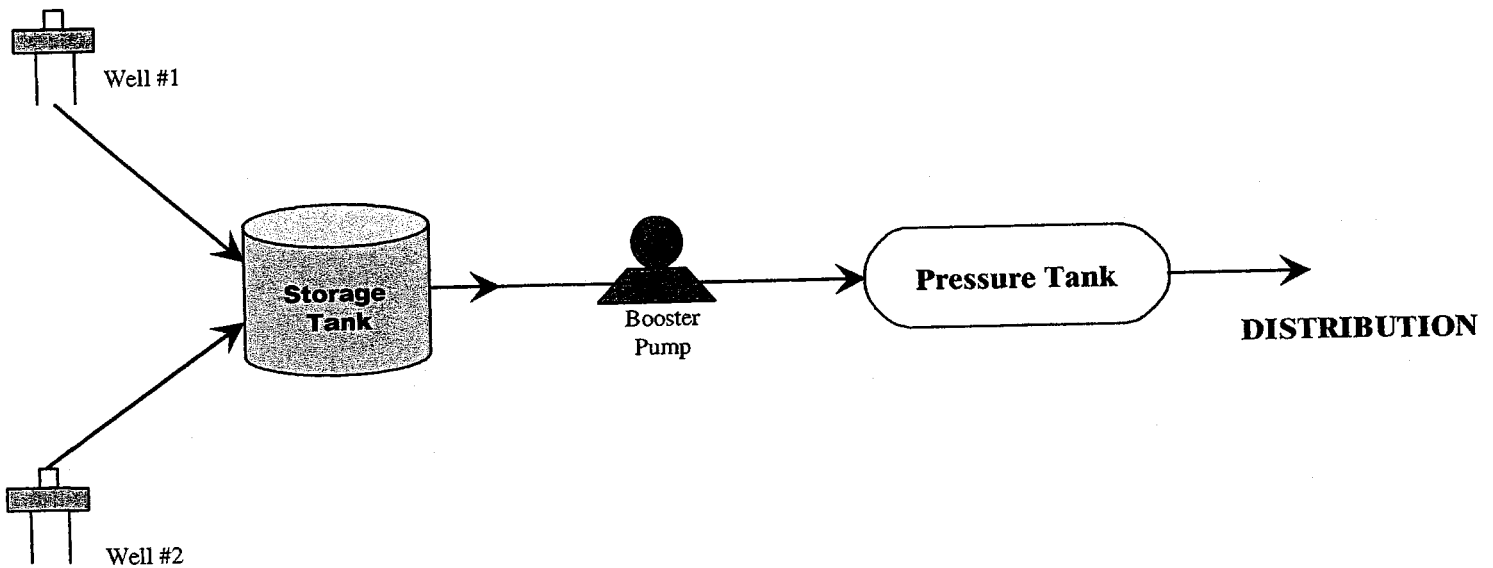 Well #1
Storage
Tank
Booster
Pump
Pressure Tank
DISTRIBUTION
Well #2